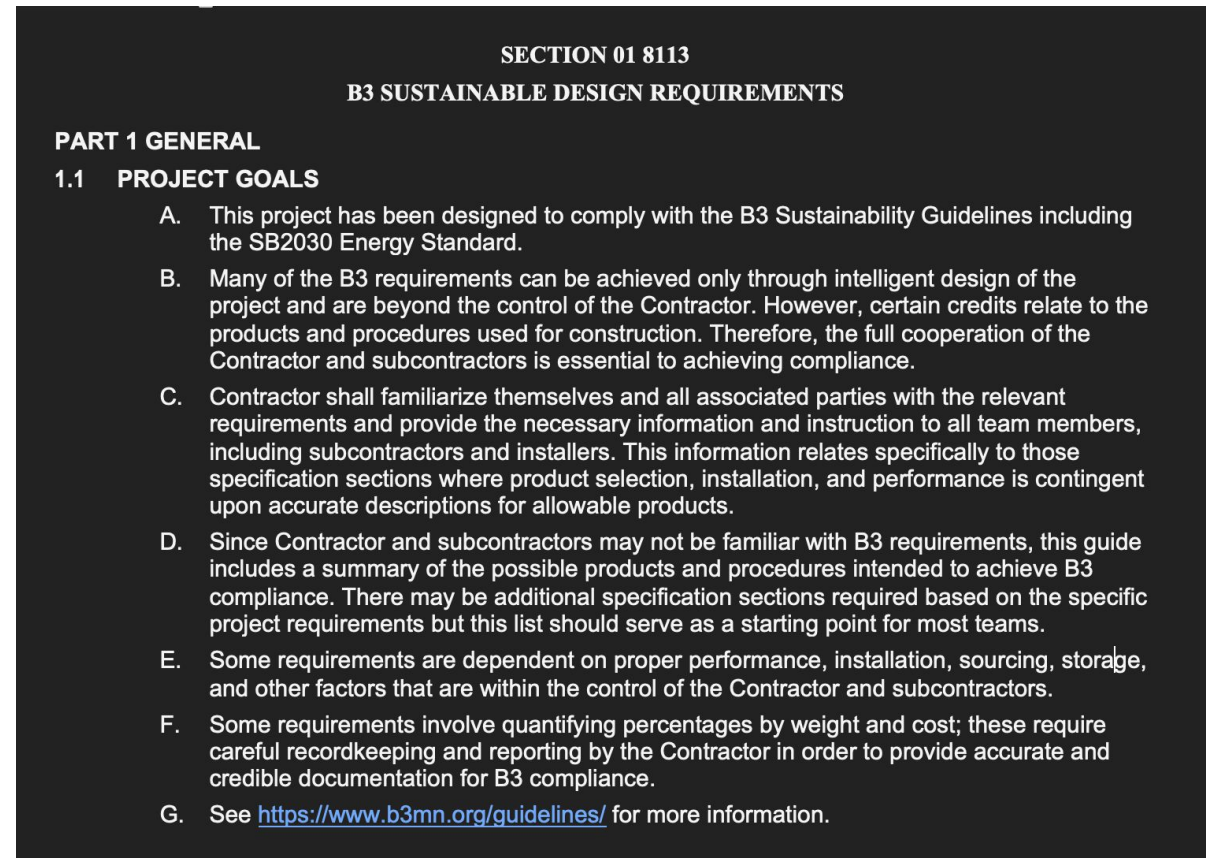 SECTION 01 8113
B3 SUSTAINABLE DESIGN REQUIREMENTS
PART 1 GENERAL
1.1 PROJECT GOALS
A. This project has been designed to comply with the B3 Sustainability Guidelines including
the SB2030 Energy Standard.
B. Many of the B3 requirements can be achieved only through intelligent design of the
project and are beyond the control of the Contractor. However, certain credits relate to the
products and procedures used for construction. Therefore, the full cooperation of the
Contractor and subcontractors is essential to achieving compliance.
C. Contractor shall familiarize themselves and all associated parties with the relevant
requirements and provide the necessary information and instruction to all team members,
including subcontractors and installers. This information relates specifically to those
specification sections where product selection, installation, and performance is contingent
upon accurate descriptions for allowable products.
D. Since Contractor and subcontractors may not be familiar with B3 requirements, this guide
includes a summary of the possible products and procedures intended to achieve B3
compliance. There may be additional specification sections required based on the specific
project requirements but this list should serve as a starting point for most teams.
E. Some requirements are dependent on proper performance, installation, sourcing, storage,
and other factors that are within the control of the Contractor and subcontractors.
F. Some requirements involve quantifying percentages by weight and cost; these require
careful recordkeeping and reporting by the Contractor in order to provide accurate and
credible documentation for B3 compliance.
G. See https://www.b3mn.org/guidelines/ for more information.